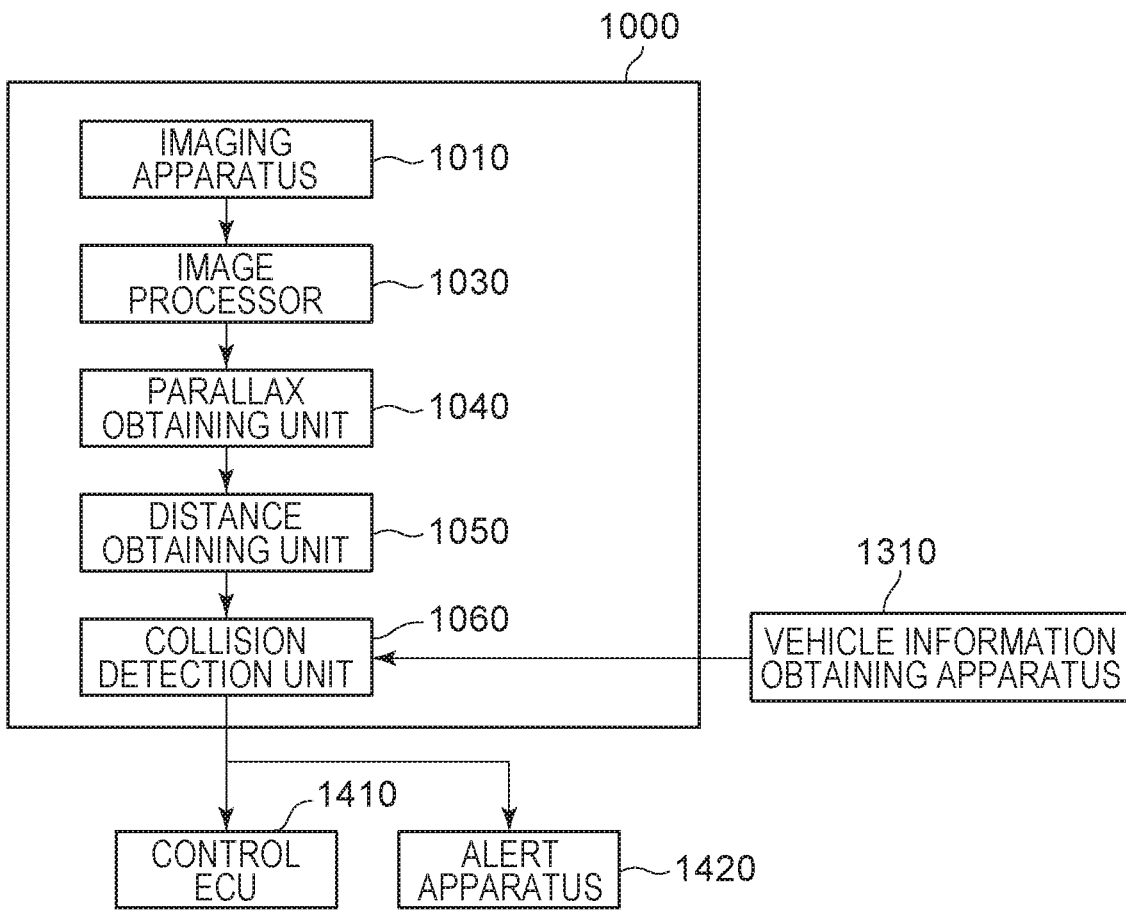 1000
IMAGING
APPARATUS
1010
IMAGE
PROCESSOR
1030
PARALLAX
OBTAINING UNIT
1040
DISTANCE
OBTAINING UNIT
1050
COLLISION
DETECTION UNIT
1060
1310
VEHICLE INFORMATION
OBTAINING APPARATUS
1410
CONTROL
ECU
ALERT
APPARATUS
1420